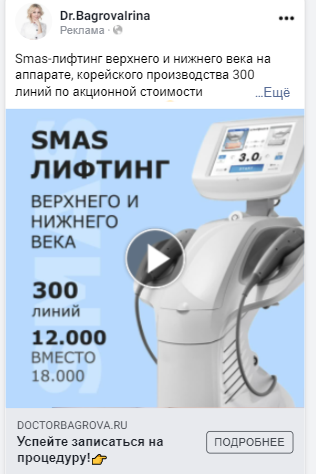 Dr.BagrovaIrina
Реклама ·
Smas-лифтинг верхнего и нижнего века на
аппарате, корейского производства 300
линий по акционной стоимости
...Ещё
SMAS
SMAS
ЛИФТИНГ
ВЕРХНЕГО И
НИЖНЕГО
ВЕКА
3.0
300
линий
12.000
ВМЕСТО
18.000
DOCTORBAGROVA.RU
Успейте записаться на
процедуру!👉
ПОДРОБНЕЕ